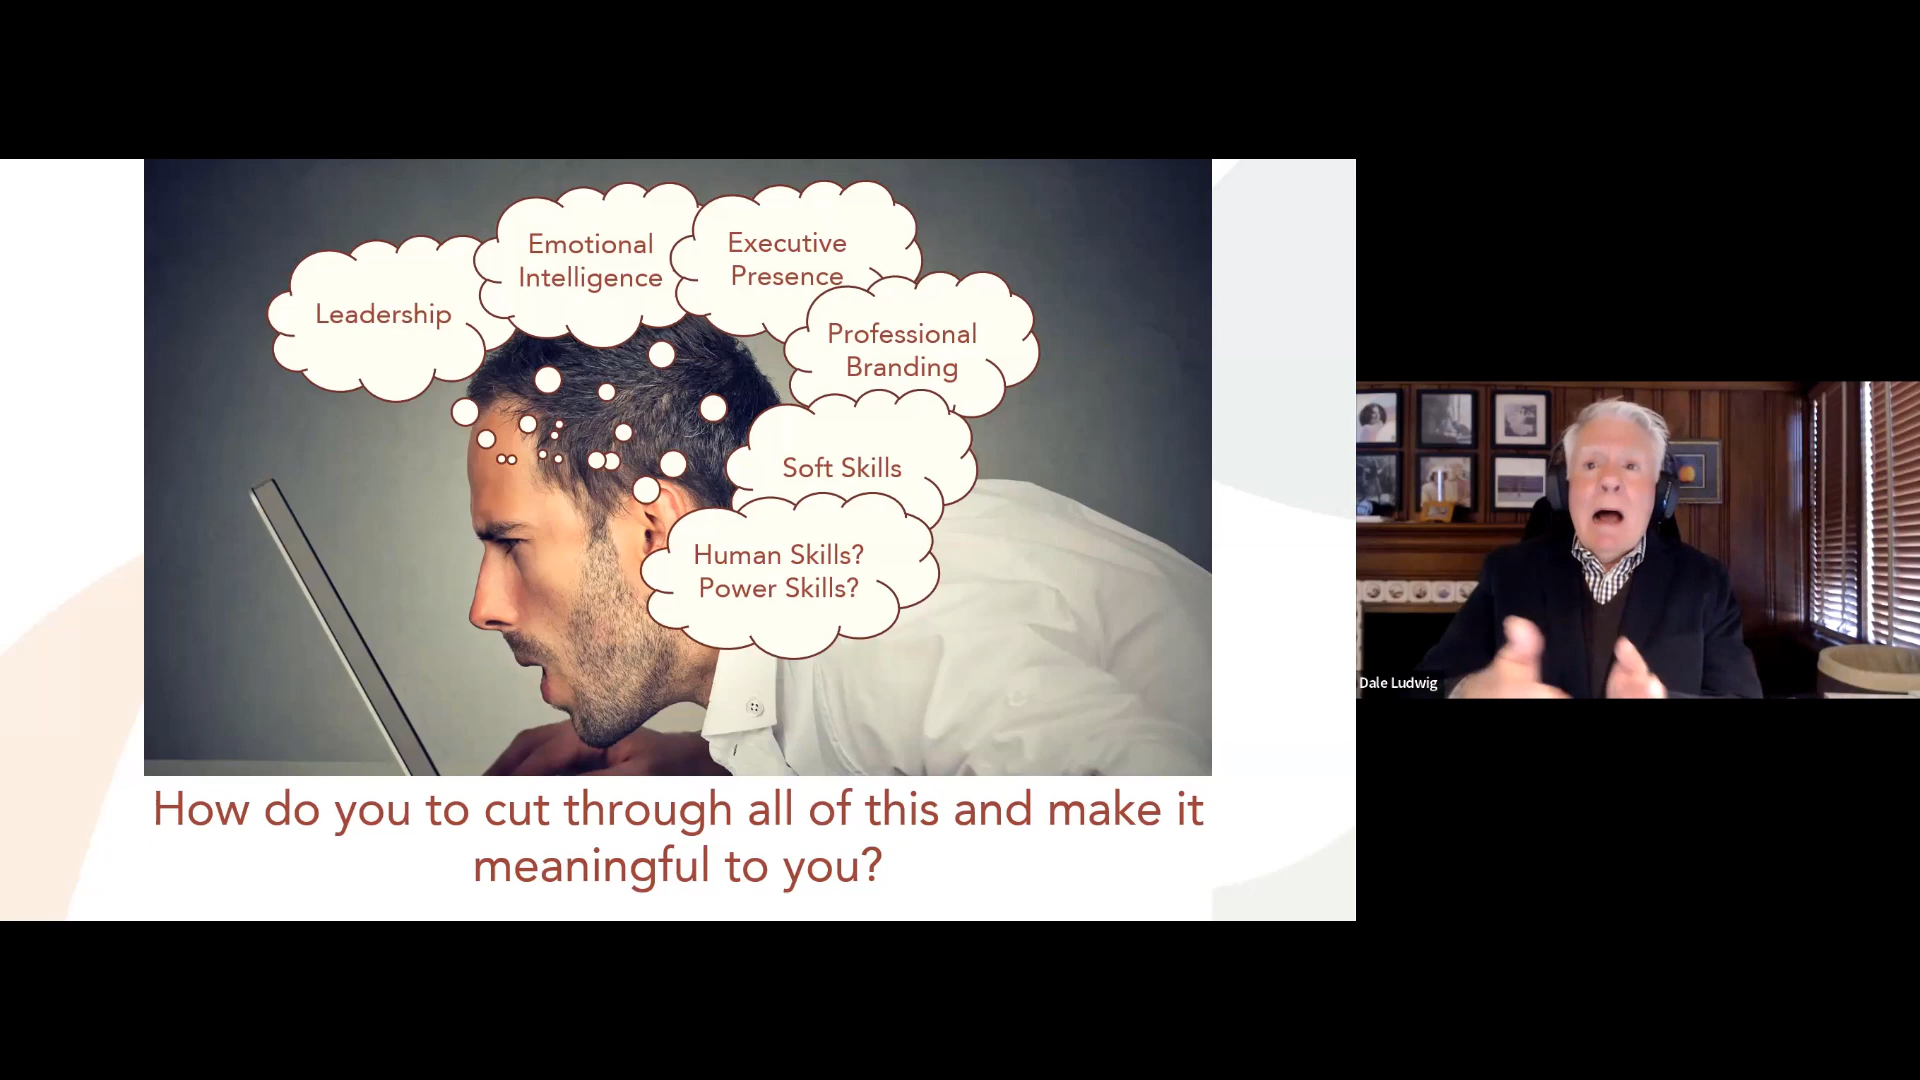 Leadership
Emotional
Intelligence
Executive
Presence
Professional
Branding
Soft Skills
Human Skills?
Power Skills?
How do you to cut through all of this and make it
meaningful to you?
Dale Ludwig